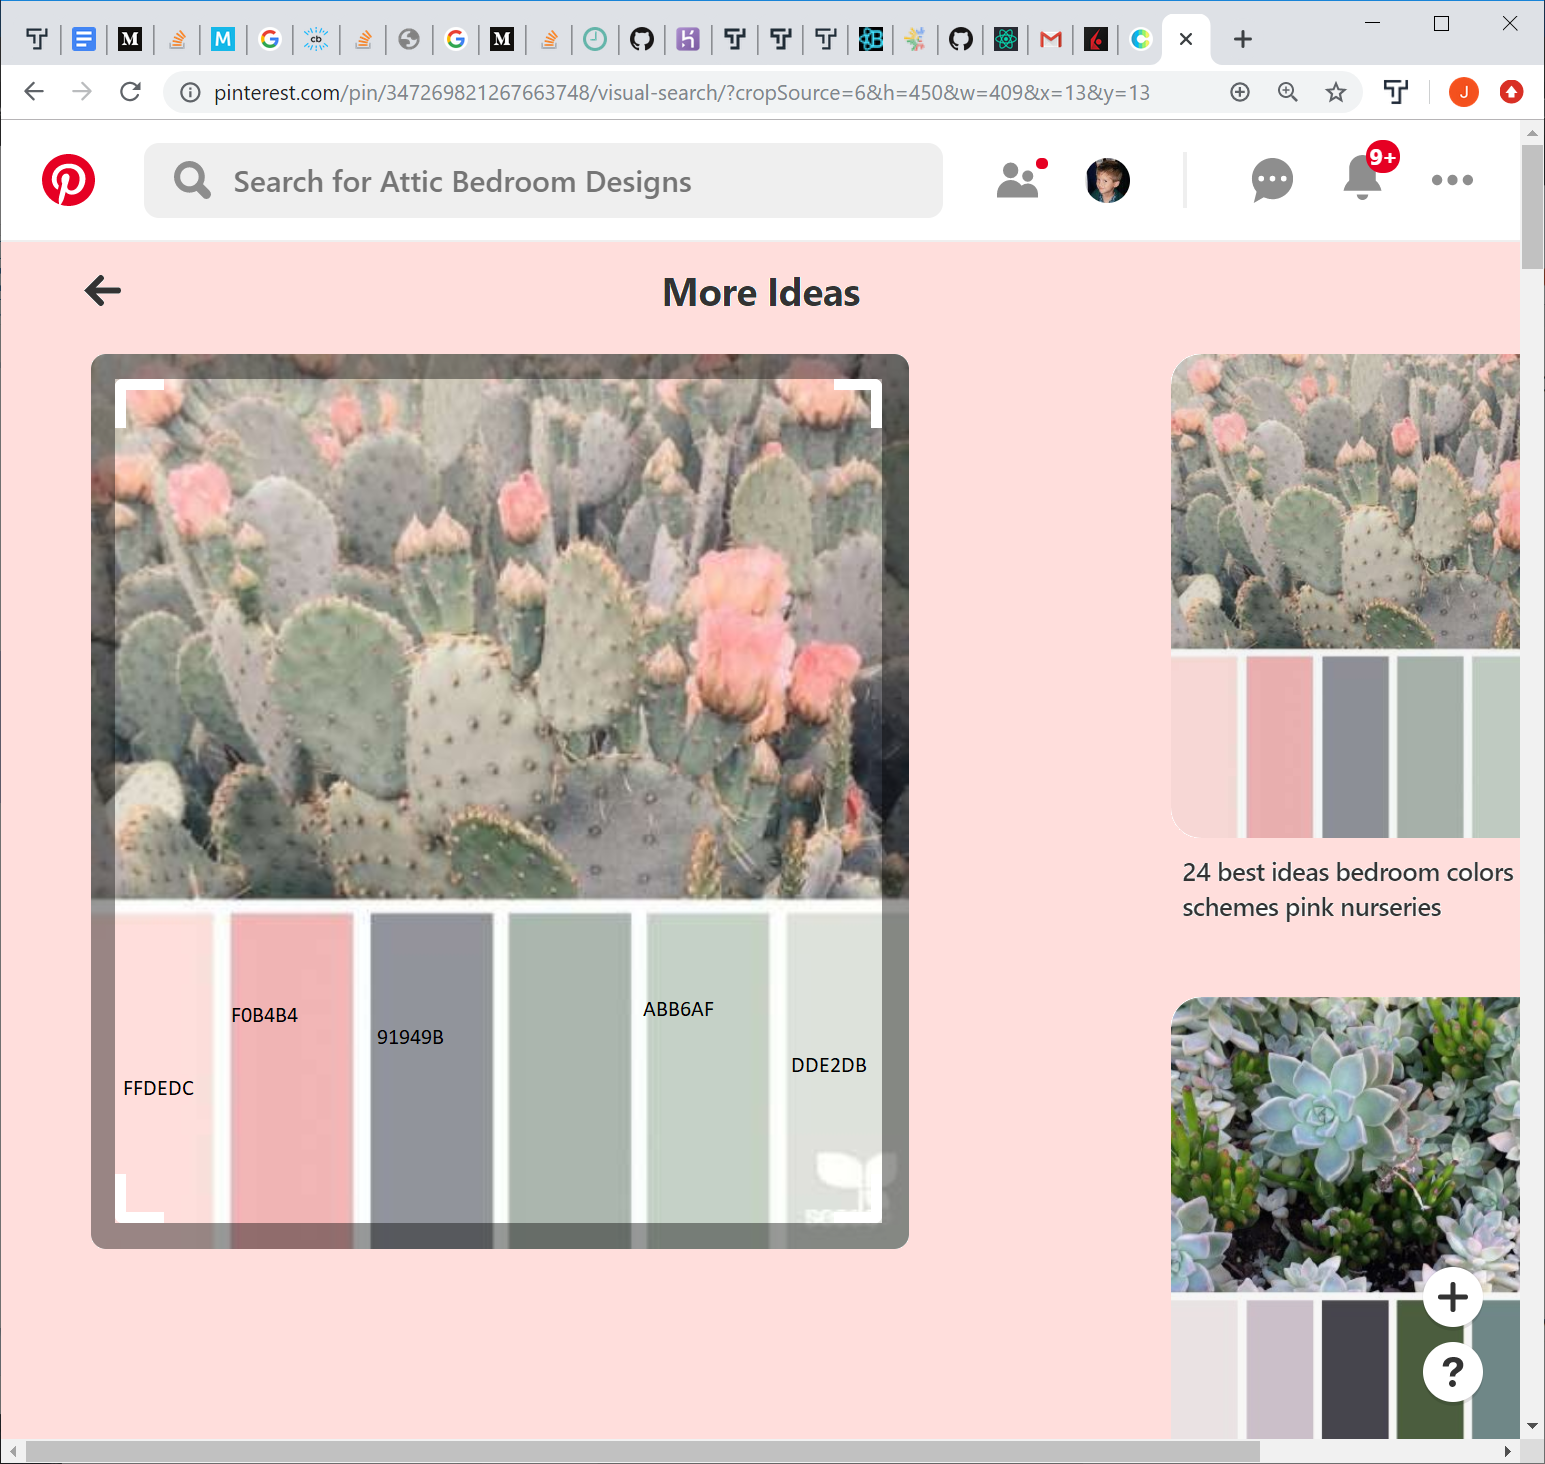 pinterest.com/pin/347269821267663748/visual-search/?cropSource=6&h=450&w=409&x=13&y=13
J
Search for Attic Bedroom Designs
9+
More Ideas
F0B4B4
ABB6AF
91949B
DDE2DB
FFDEDC
24 best ideas bedroom colors
schemes pink nurseries